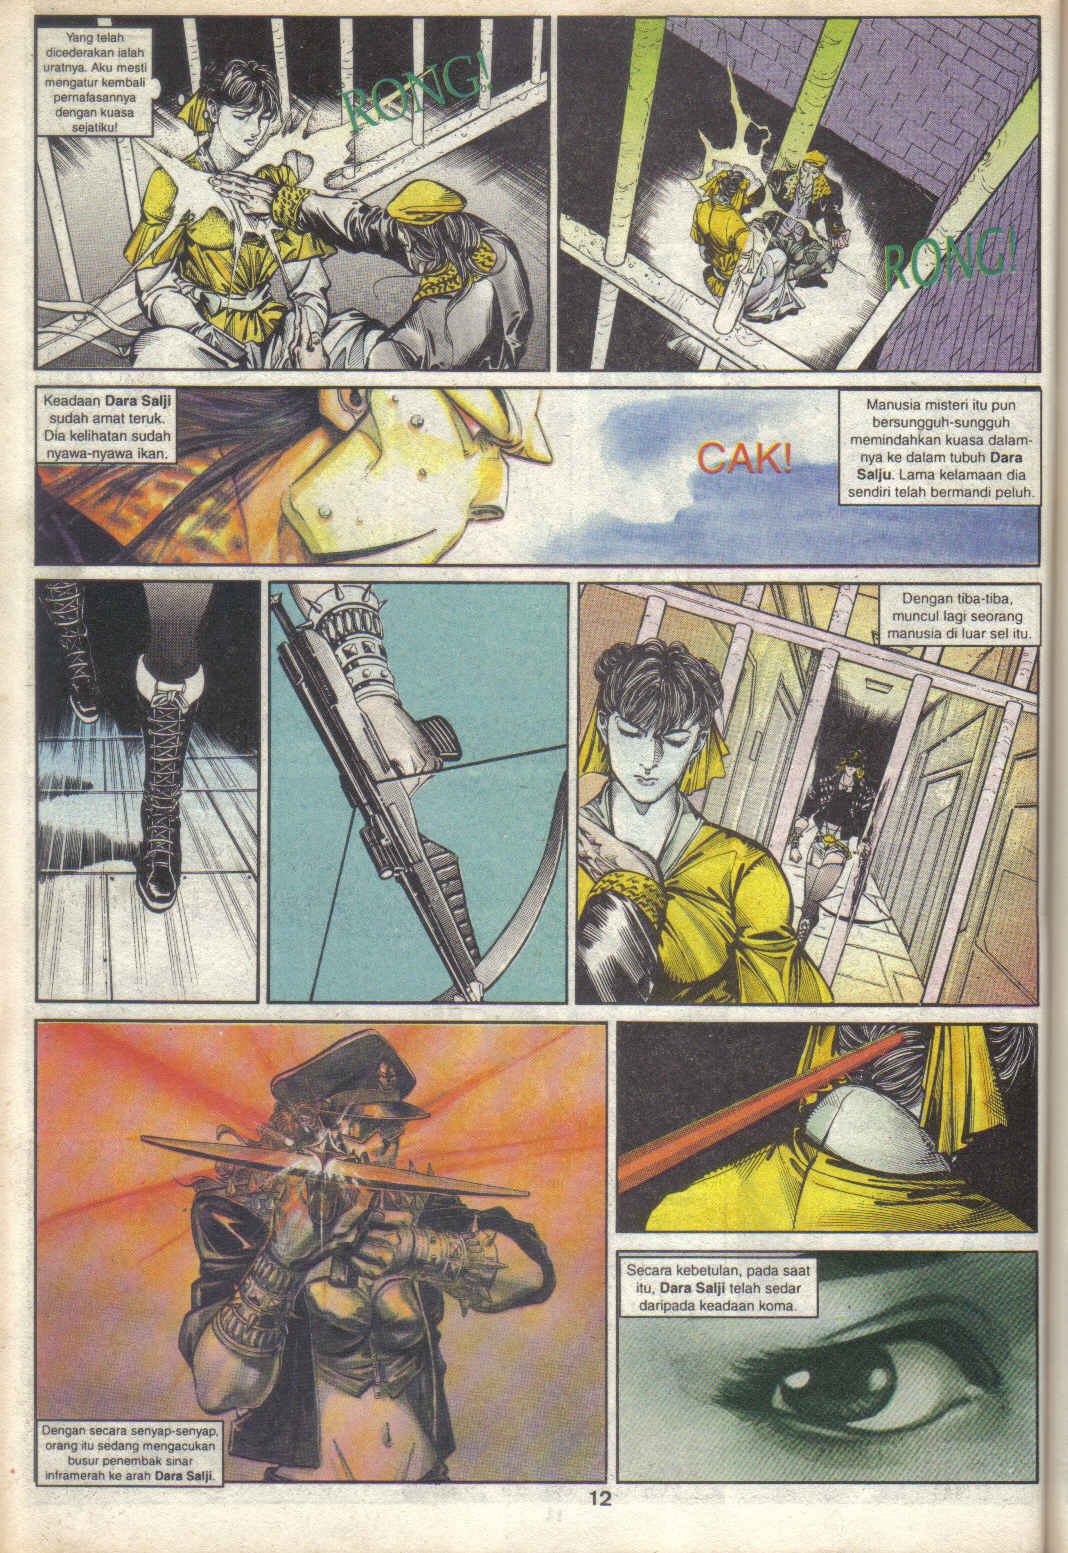 Yang telah
dicederakan ialah
uratnya. Aku mesti
mengatur kembali
pernafasannya
dengan kuasa
sejatiku!
RONG!
RONG!
Keadaan Dara Salji
sudah amat teruk.
Dia kelihatan sudah
nyawa-nyawa ikan.
CAK!
Manusia misteri itu pun
bersungguh-sungguh
memindahkan kuasa dalam-
nya ke dalam tubuh Dara
Salju. Lama kelamaan dia
sendiri telah bermandi peluh.
Dengan tiba-tiba,
muncul lagi seorang
manusia di luar sel itu.
Dengan secara senyap-senyap,
orang itu sedang mengacukan
busur penembak sinar
inframerah ke arah Dara Salji.
Secara kebetulan, pada saat
itu, Dara Salji telah sedar
daripada keadaan koma.
12